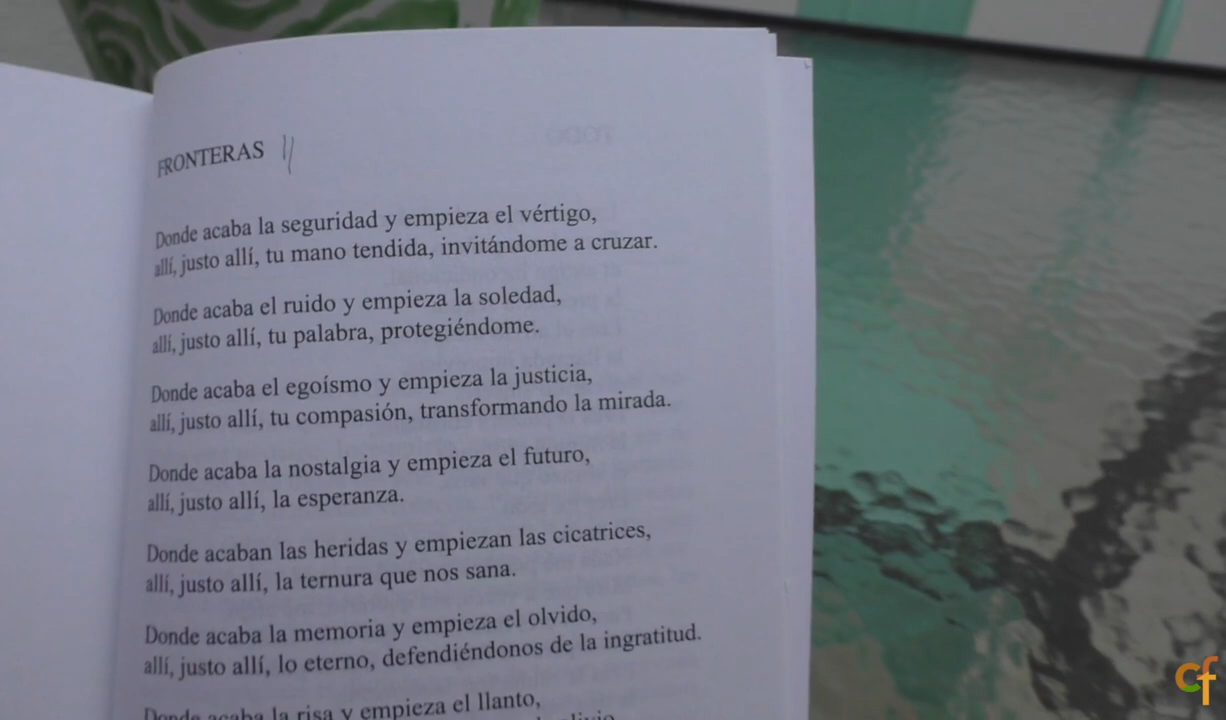 FRONTERAS
Donde acaba la seguridad y empieza el vértigo,
allí, justo allí, tu mano tendida, invitándome a cruzar.
Donde acaba el ruido y empieza la soledad,
allí, justo allí, tu palabra, protegiéndome.
Donde acaba el egoísmo y empieza la justicia,
allí, justo allí, tu compasión, transformando la mirada.
Donde acaba la nostalgia y empieza el futuro,
allí, justo allí, la esperanza.
Donde acaban las heridas y empiezan las cicatrices,
allí, justo allí, la ternura que nos sana.
Donde acaba la memoria y empieza el olvido,
allí, justo allí, lo eterno, defendiéndonos de la ingratitud.
Donde acaba la risa y empieza el llanto,
cf